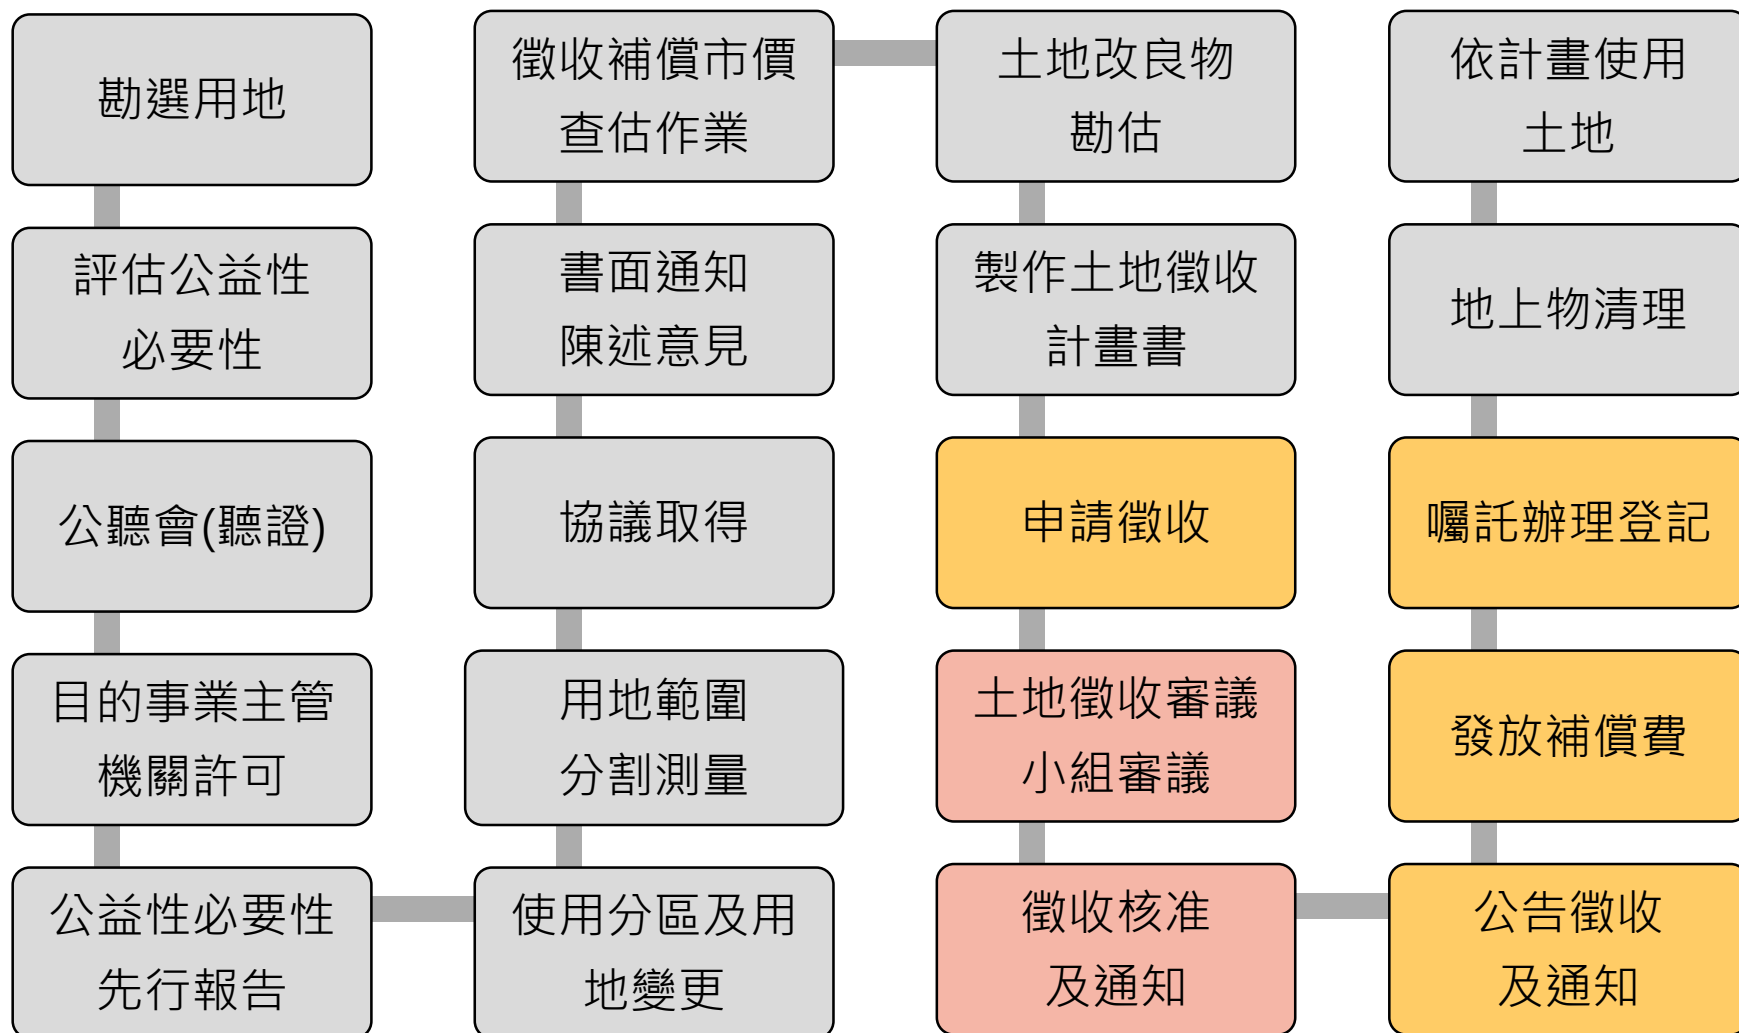 勘選用地
評估公益性
必要性
公聽會(聽證)
目的事業主管
機關許可
公益性必要性
先行報告
使用分區及用
地變更
用地範圍
分割測量
協議取得
書面通知
陳述意見
徵收補償市價
查估作業
土地改良物
勘估
製作土地徵收
計畫書
申請徵收
土地徵收審議
小組審議
徵收核准
及通知
公告徵收
及通知
發放補償費
囑託辦理登記
地上物清理
依計畫使用
土地